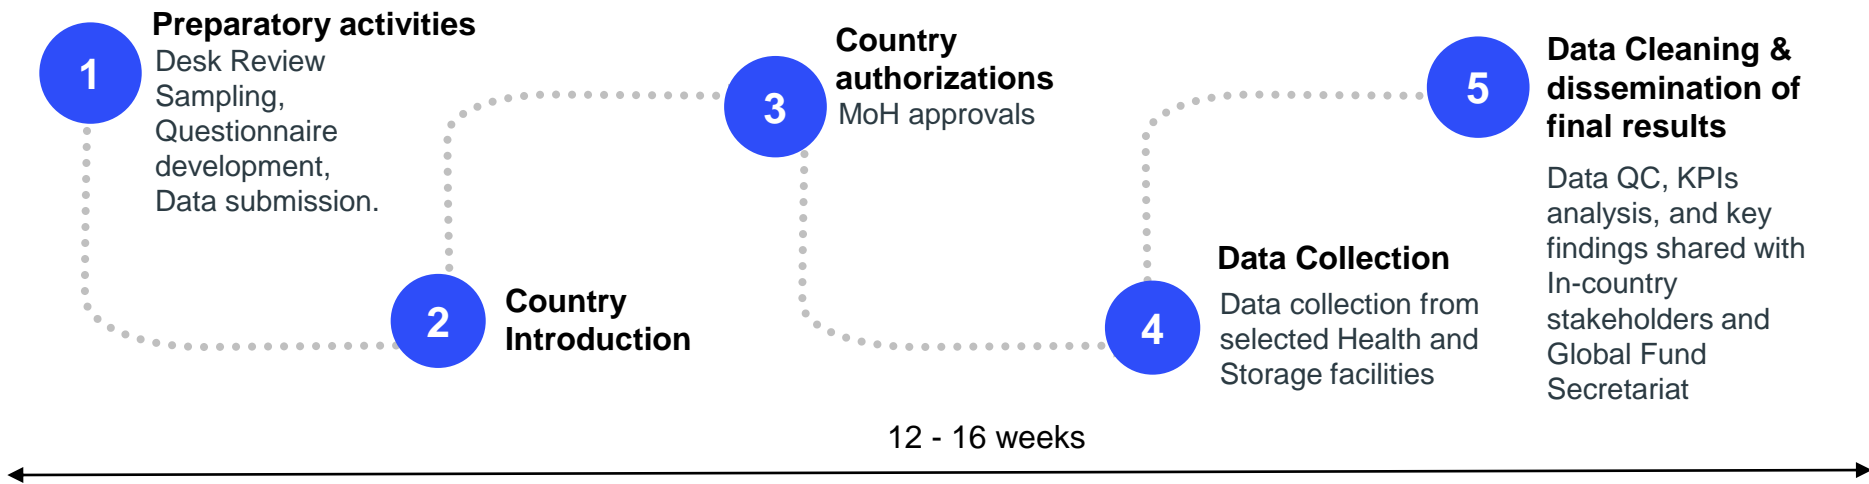 1
Preparatory activities
Desk Review
Sampling,
Questionnaire
development,
Data submission.
2
Country
Introduction
3
Country
authorizations
MoH approvals
4
Data Collection
Data collection from
selected Health and
Storage facilities
5
Data Cleaning &
dissemination of
final results
Data QC, KPIs
analysis, and key
findings shared with
In-country
stakeholders and
Global Fund
Secretariat
12 - 16 weeks